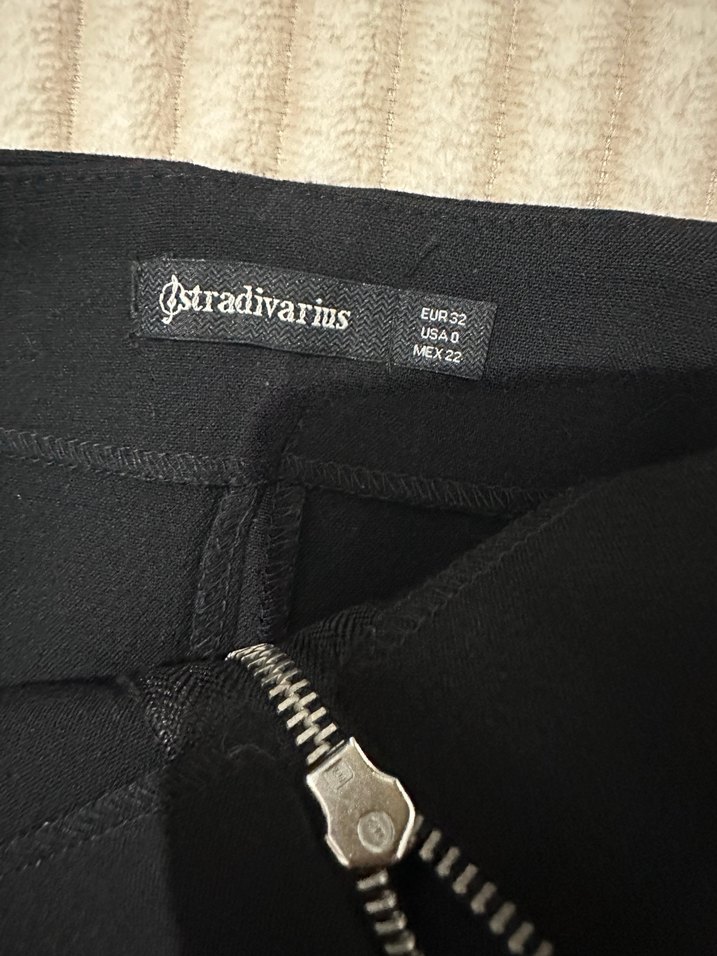 stradivarius
EUR 32
USA 0
MEX 22